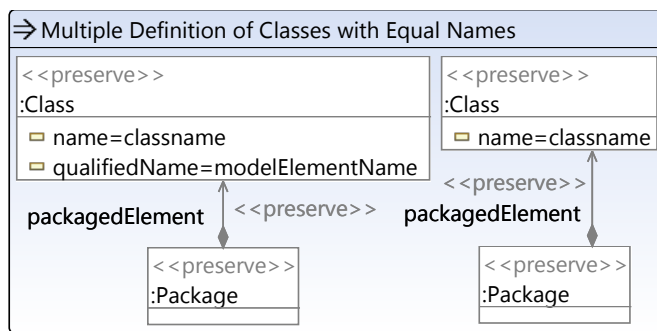 Multiple Definition of Classes with Equal Names
<<preserve>>
:Class
name=classname
qualifiedName=modelElementName
<<preserve>>
:Class
name=classname
packagedElement
<<preserve>>
<<preserve>>
packagedElement
<<preserve>>
:Package
<<preserve>>
:Package